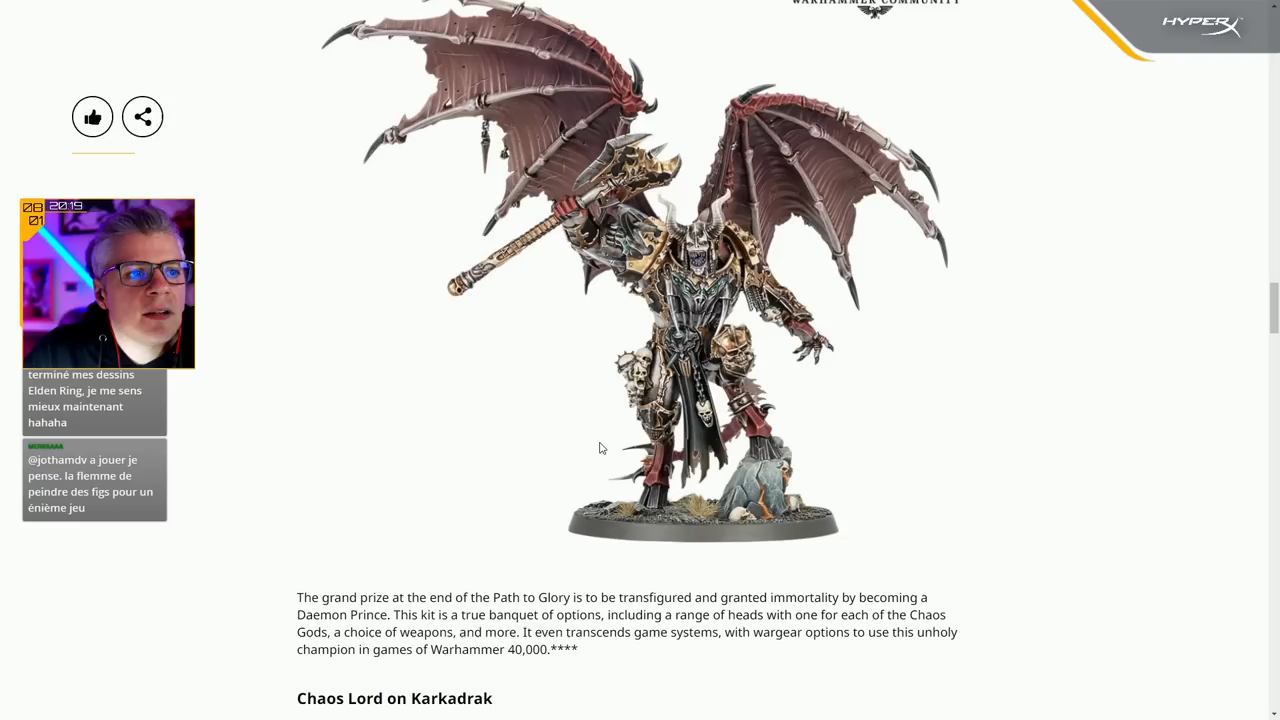 WARHAMMER COMMUNITY
HYPERX
08
01
20:19
terminé mes dessins
Elden Ring, je me sens
mieux maintenant
hahaha
@jothamdv a jouer je
pense. la flemme de
peindre des figs pour un
énième jeu
The grand prize at the end of the Path to Glory is to be transfigured and granted immortality by becoming a
Daemon Prince. This kit is a true banquet of options, including a range of heads with one for each of the Chaos
Gods, a choice of weapons, and more. It even transcends game systems, with wargear options to use this unholy
champion in games of Warhammer 40,000.****
Chaos Lord on Karkadrak